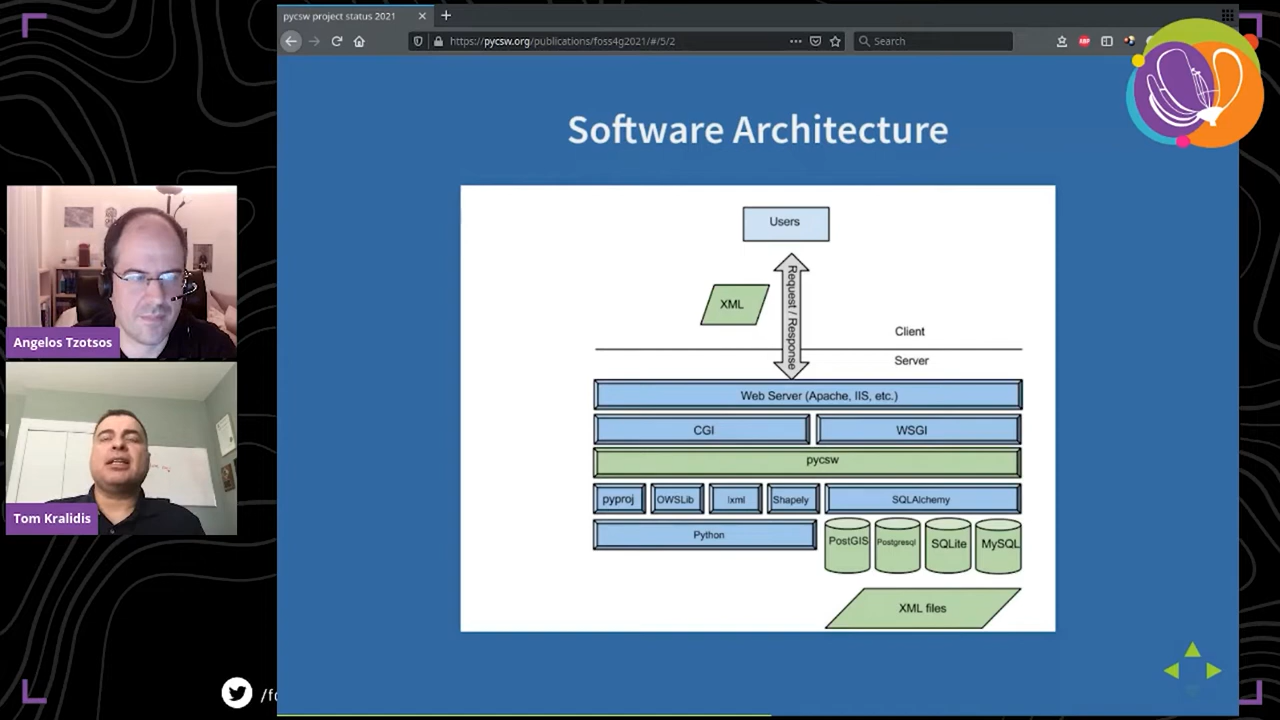 pycsw project status 2021
https://pycsw.org/publications/foss4g2021/#/5/2
Search
ABP
Software Architecture
Users
XML
Request / Response
Client
Server
Web Server (Apache, IIS, etc.)
CGI
WSGI
pycsw
pyproj
OWSLib
lxml
Shapely
SQLAlchemy
Python
PostGIS
Postgresql
SQLite
MySQL
XML files
Angelos Tzotsos
Tom Kralidis
/fo